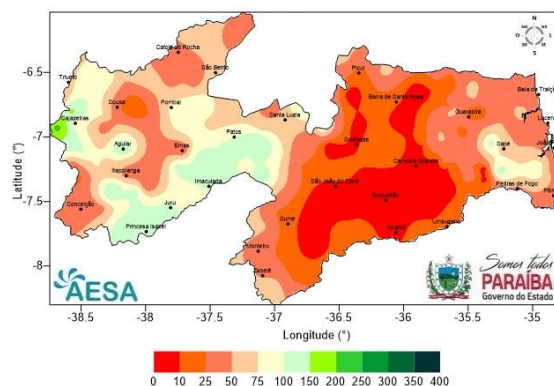 Catolé do Rocha
São Bento
Triunfo
Sousa
Pombal
Cajazeiras
Santa Luzia
Patos
Aguiar
Emas
Itaporanga
Imaculada
Conceição
Juru
Princesa Isabel
Picuí
Barra de Santa Rosa
Baía da Traição
Guarabira
Soledade
Sapé
Campina Grande
São João do Cariri
Pedras de Fogo
Boqueirão
Sumé
Umbuzeiro
Monteiro
Zabelê
N
S
-6.5
-7
-7.5
-8
Latitude (°)
AESA
Somos todos
PARAÍBA
Governo do Estado
-38.5 -38 -37.5 -37 -36.5 -36 -35.5 -35
Longitude (°)
0 10 25 50 75 100 150 200 250 300 350 400